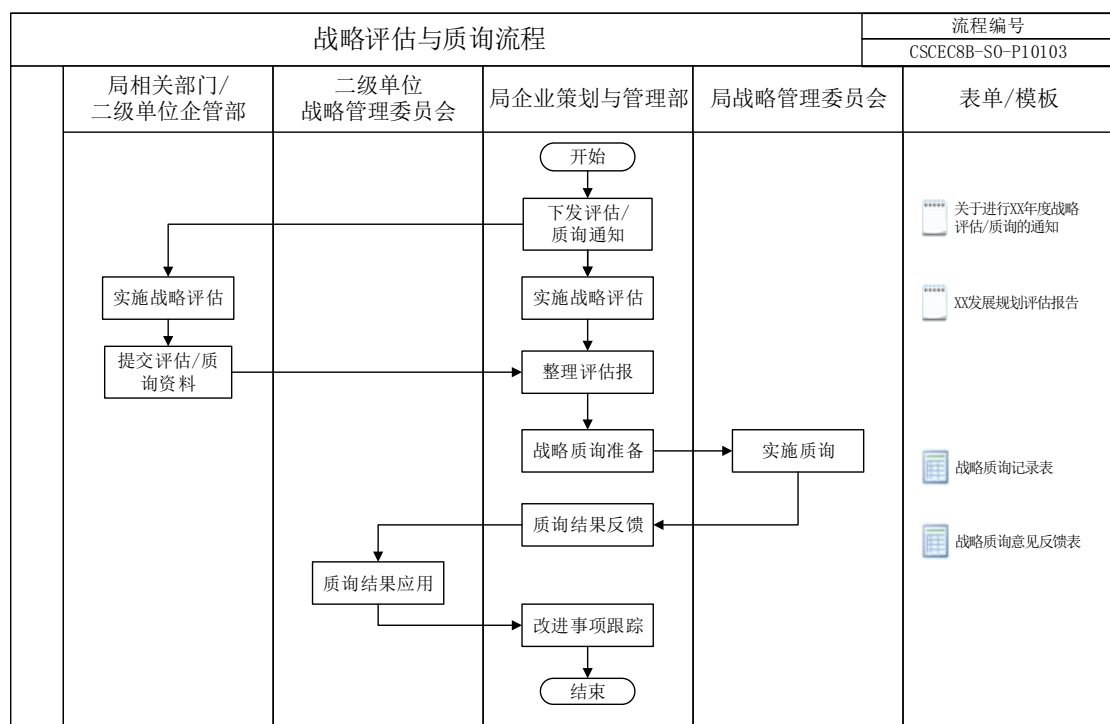 战略评估与质询流程
流程编号
CSCEC8B-SO-P10103
局相关部门/
二级单位企管部
二级单位
战略管理委员会
局企业策划与管理部
局战略管理委员会
表单/模板
开始
下发评估/
质询通知
关于进行XX年度战略
评估/质询的通知
实施战略评估
实施战略评估
XX发展规划评估报告
提交评估/质
询资料
整理评估报
战略质询准备
实施质询
战略质询记录表
质询结果反馈
战略质询意见反馈表
质询结果应用
改进事项跟踪
结束